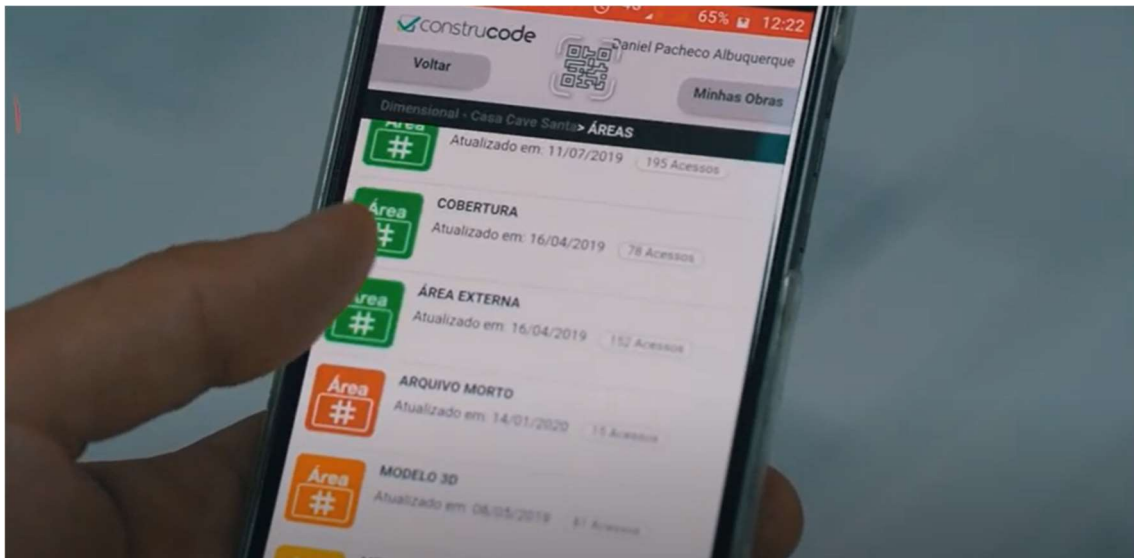 65% 12:22
construcode
Daniel Pacheco Albuquerque
Voltar
Minhas Obras
Dimensional - Casa Cave Santa> ÁREAS
Área
#
Atualizado em: 11/07/2019 195 Acessos
Área
#
COBERTURA
Atualizado em: 16/04/2019 78 Acessos
Área
#
ÁREA EXTERNA
Atualizado em: 16/04/2019 152 Acessos
Área
#
ARQUIVO MORTO
Atualizado em: 14/01/2020 15 Acessos
Área
#
MODELO 3D
Atualizado em: 06/05/2019 81 Acessos